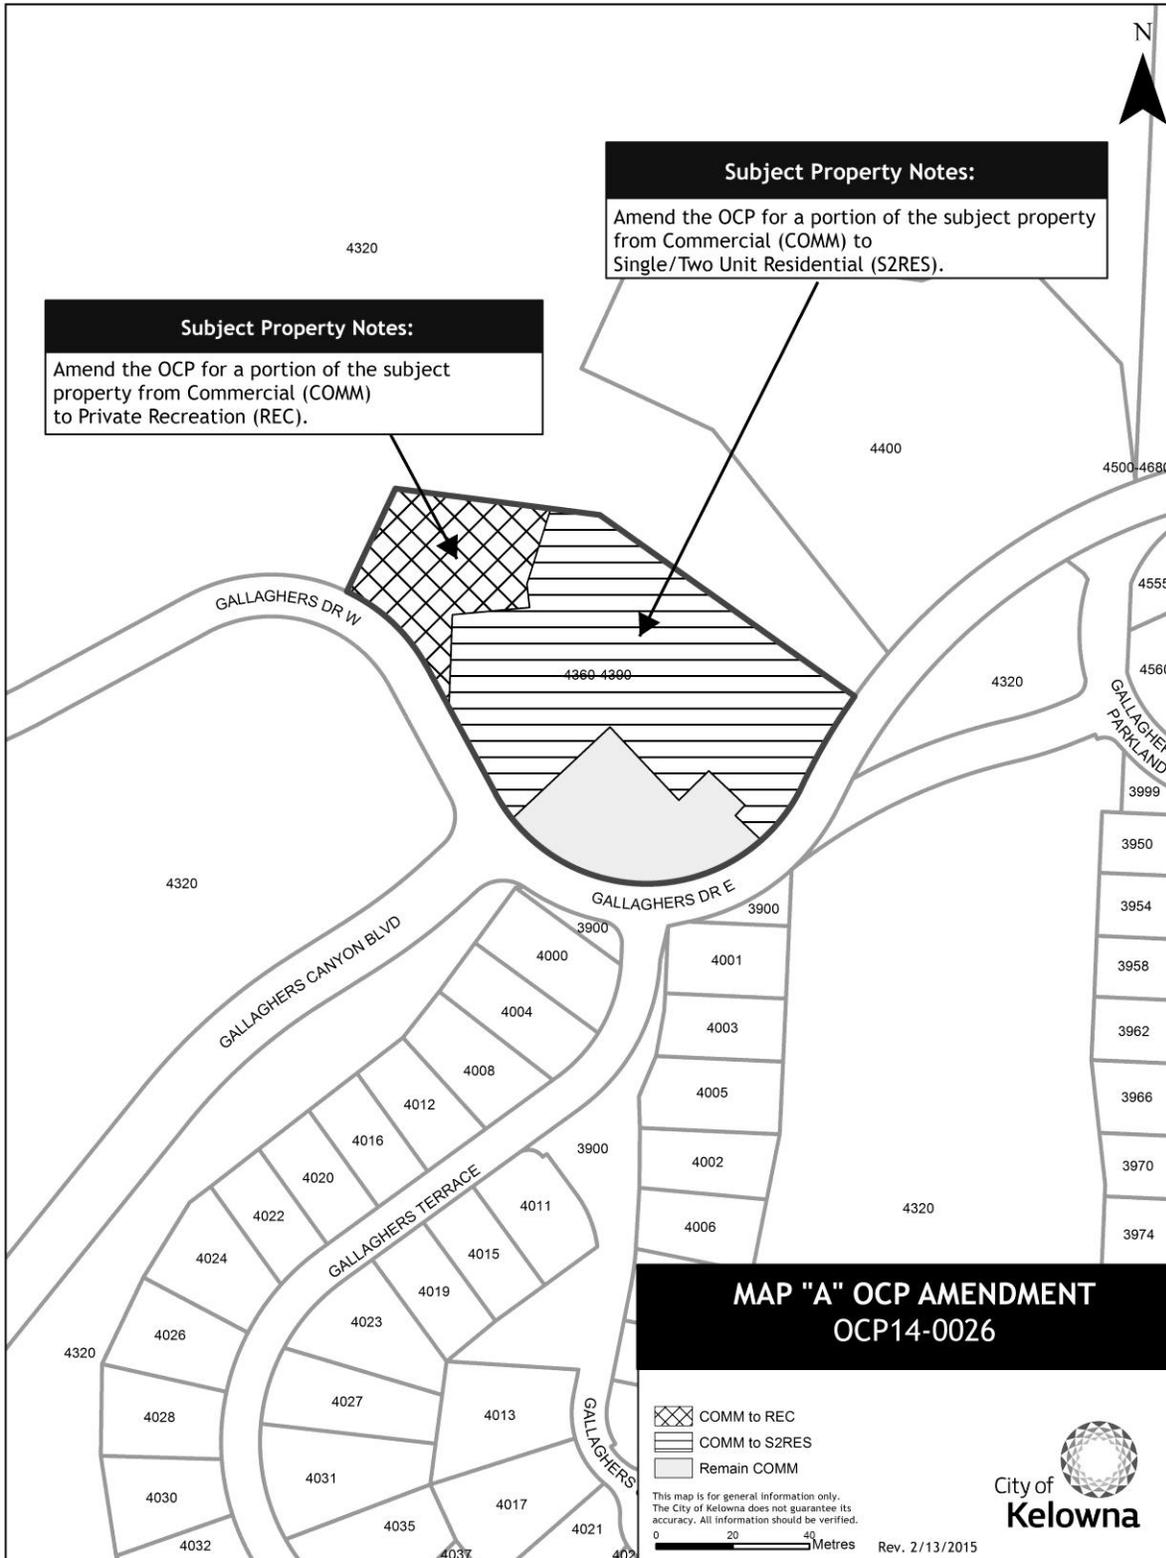 N
Subject Property Notes:
Amend the OCP for a portion of the subject property
from Commercial (COMM) to
Single/Two Unit Residential (S2RES).
4320
Subject Property Notes:
Amend the OCP for a portion of the subject
property from Commercial (COMM)
to Private Recreation (REC).
4400
4500-4680
4555
GALLAGHERS DR W
4560
4360-4390
4320
GALLAGHER
PARKLAND
3999
3950
4320
GALLAGHERS DR E
3954
3900
3900
4000
4001
3958
GALLAGHERS CANYON BLVD
4004
4003
3962
4008
4005
3966
4012
4016
3900
4002
3970
4020
GALLAGHERS TERRACE
4011
4320
4022
4006
3974
4024
4015
4019
4023
4026
4320
MAP "A" OCP AMENDMENT
OCP14-0026
4027
4028
4013
GALLAGHERS
COMM to REC
COMM to S2RES
Remain COMM
4031
4030
4017
4035
4021
4032
4037
This map is for general information only.
The City of Kelowna does not guarantee its
accuracy. All information should be verified.
0 20 40
Metres
Rev. 2/13/2015
City of
Kelowna